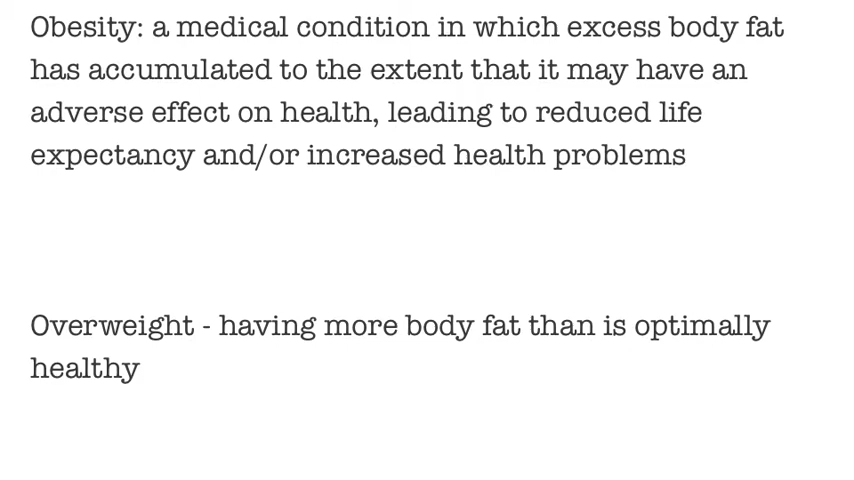 Obesity: a medical condition in which excess body fat
has accumulated to the extent that it may have an
adverse effect on health, leading to reduced life
expectancy and/or increased health problems
Overweight - having more body fat than is optimally
healthy